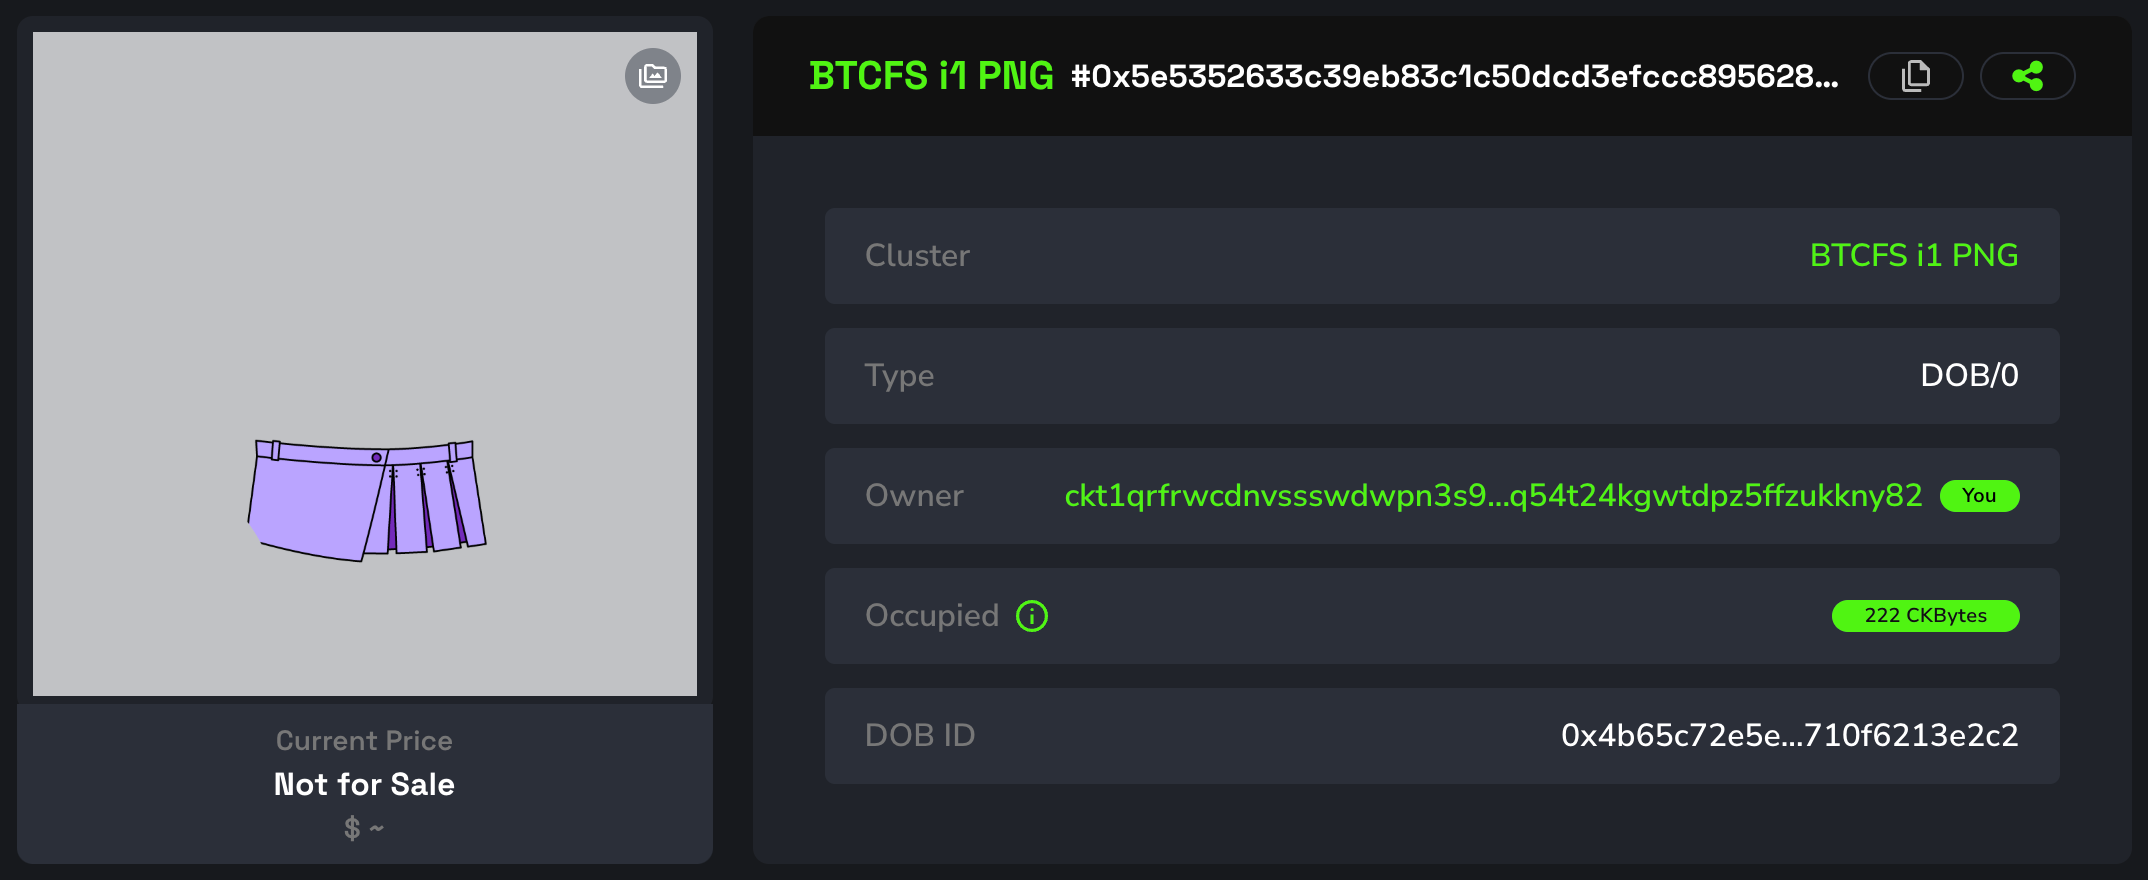 BTCFS i1 PNG #0x5e5352633c39eb83c1c50dcd3efccc895628...
Cluster BTCFS i1 PNG
Type DOB/0
Owner ckt1qrfrwcdnvssswdwpn3s9...q54t24kgwtdpz5ffzukkny82 You
Occupied 222 CKBytes
DOB ID 0x4b65c72e5e...710f6213e2c2
Current Price
Not for Sale
$ ~